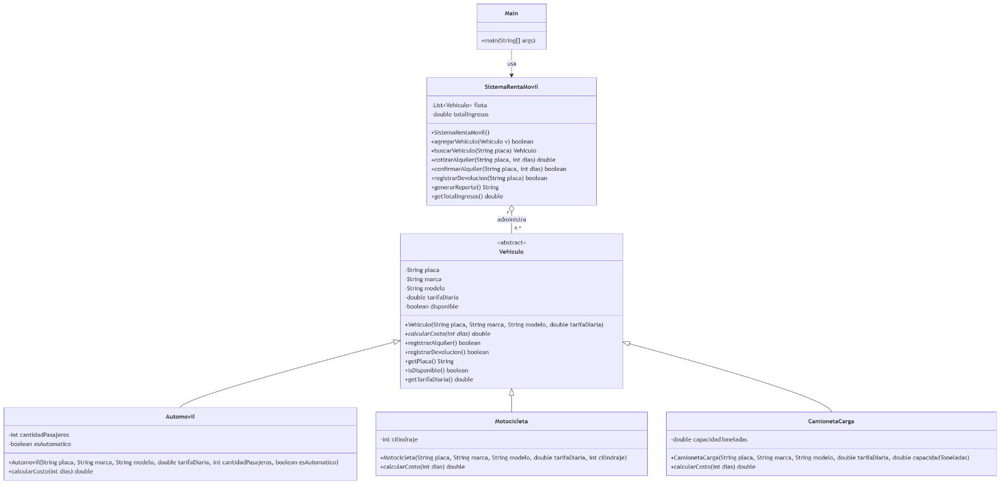 Main
+main(String[] args)
usa
SistemaRentaMovil
-List<Vehiculo> flota
-double totalIngresos
+SistemaRentaMovil()
+agregarVehiculo(Vehiculo v) boolean
+buscarVehiculo(String placa) Vehiculo
+cotizarAlquiler(String placa, int dias) double
+confirmarAlquiler(String placa, int dias) boolean
+registrarDevolucion(String placa) boolean
+generarReporte() String
+getTotalIngresos() double
1
administra
0..*
«abstract»
Vehiculo
-String placa
-String marca
-String modelo
-double tarifaDiaria
-boolean disponible
+Vehiculo(String placa, String marca, String modelo, double tarifaDiaria)
+calcularCosto(int dias) double
+registrarAlquiler() boolean
+registrarDevolucion() boolean
+getPlaca() String
+isDisponible() boolean
+getTarifaDiaria() double
Automovil
-int cantidadPasajeros
-boolean esAutomatico
+Automovil(String placa, String marca, String modelo, double tarifaDiaria, int cantidadPasajeros, boolean esAutomatico)
+calcularCosto(int dias) double
Motocicleta
-int cilindraje
+Motocicleta(String placa, String marca, String modelo, double tarifaDiaria, int cilindraje)
+calcularCosto(int dias) double
CamionetaCarga
-double capacidadToneladas
+CamionetaCarga(String placa, String marca, String modelo, double tarifaDiaria, double capacidadToneladas)
+calcularCosto(int dias) double